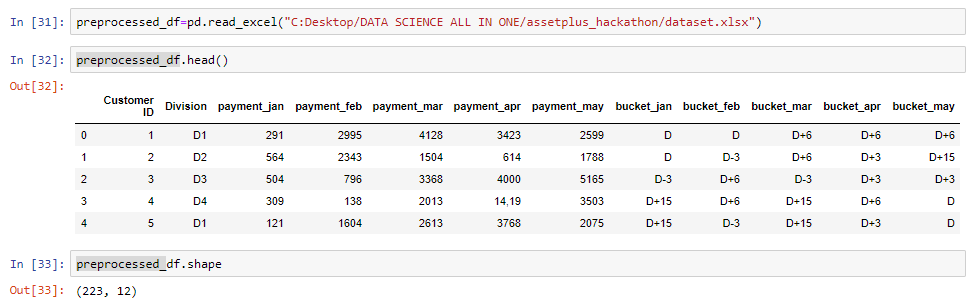 In [31]: preprocessed_df=pd.read_excel("C:Desktop/DATA SCIENCE ALL IN ONE/assetplus_hackathon/dataset.xlsx")
In [32]: preprocessed_df.head()
Out[32]:
Customer ID Division payment_jan payment_feb payment_mar payment_apr payment_may bucket_jan bucket_feb bucket_mar bucket_apr bucket_may
0 1 D1 291 2995 4128 3423 2599 D D D+6 D+6 D+6
1 2 D2 564 2343 1504 614 1788 D D-3 D+6 D+3 D+15
2 3 D3 504 796 3368 4000 5165 D-3 D+6 D-3 D+3 D+3
3 4 D4 309 138 2013 14,19 3503 D+15 D+6 D+15 D+6 D
4 5 D1 121 1604 2613 3768 2075 D+15 D-3 D+15 D+3 D
In [33]: preprocessed_df.shape
Out[33]: (223, 12)